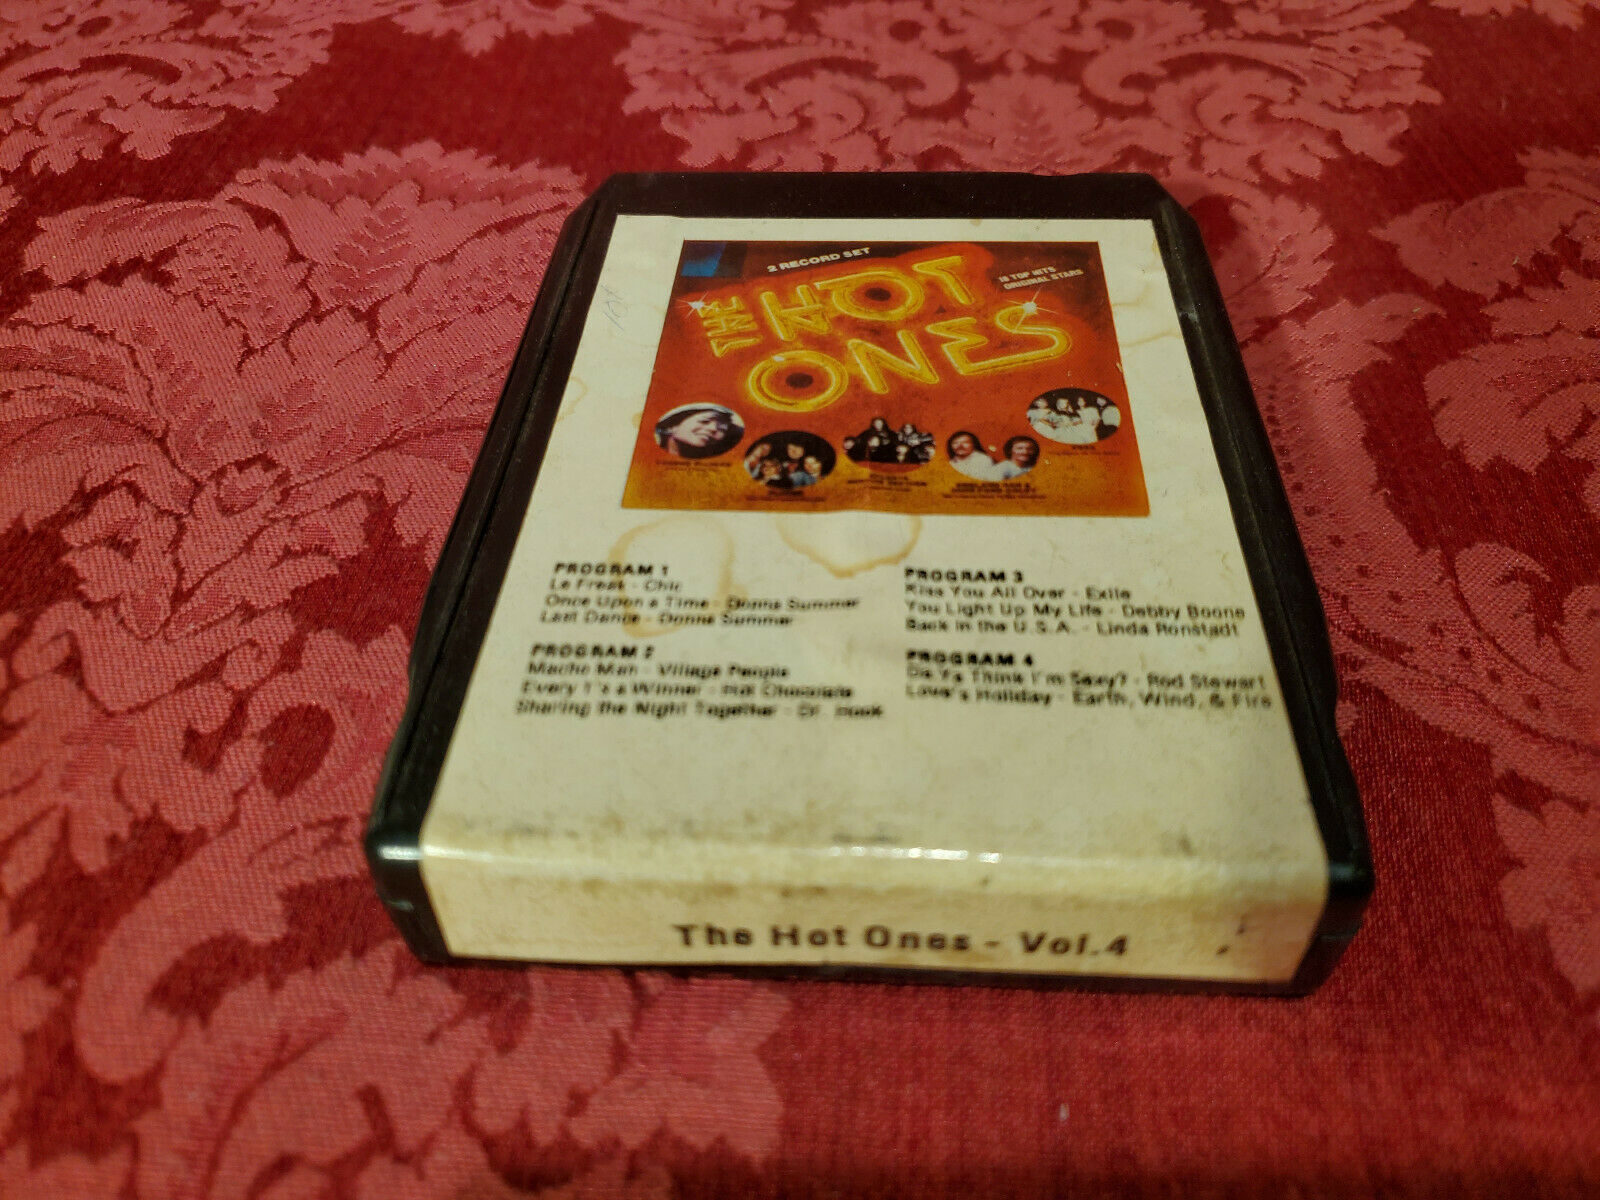 2 RECORD SET
THE HOT ONES
18 TOP HITS
ORIGINAL STARS
PROGRAM 1
Le Freak - Chic
Once Upon a Time - Donna Summer
Last Dance - Donna Summer
PROGRAM 2
Macho Man - Village People
Every 1's a Winner - Hot Chocolate
Sharing the Night Together - Dr. Hook
PROGRAM 3
Kiss You All Over - Exile
You Light Up My Life - Debby Boone
Back in the U.S.A. - Linda Ronstadt
PROGRAM 4
Da Ya Think I'm Sexy? - Rod Stewart
Love's Holiday - Earth, Wind, & Fire
The Hot Ones - Vol.4